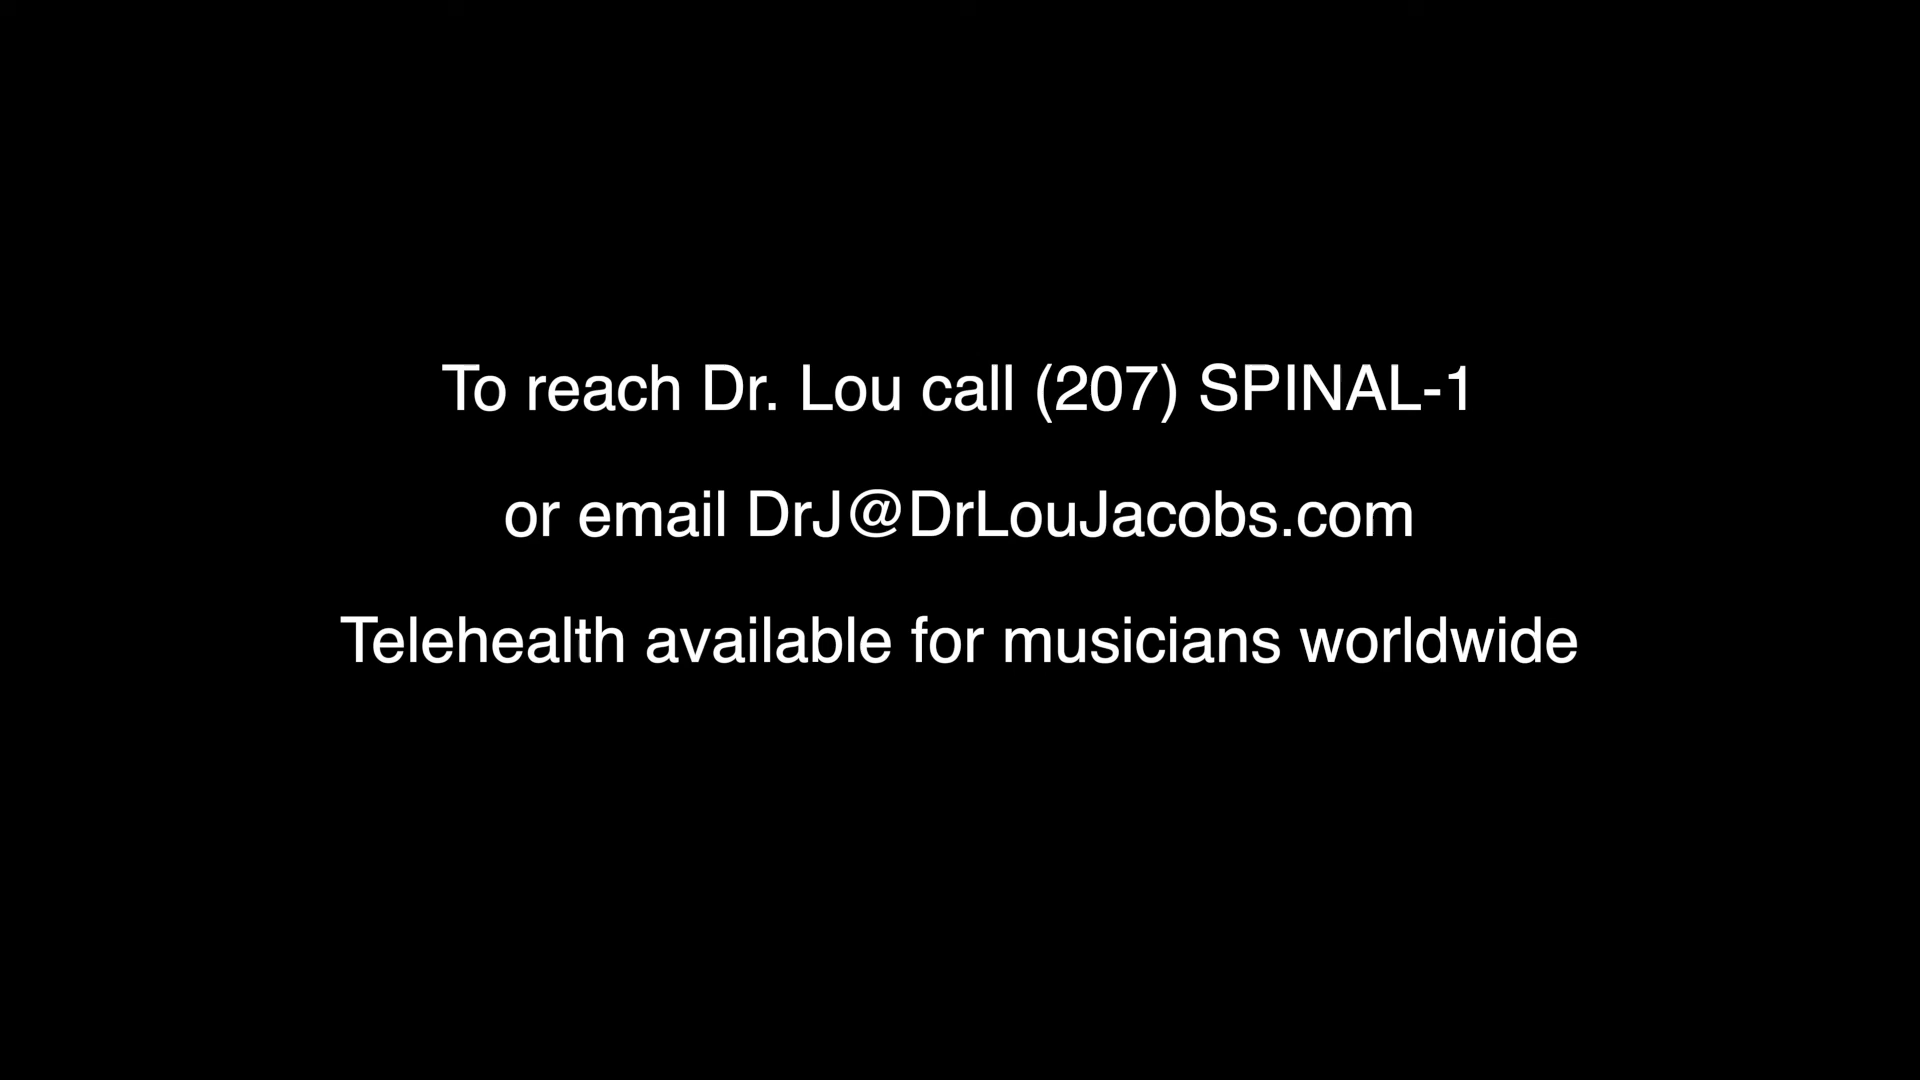 To reach Dr. Lou call (207) SPINAL-1
or email DrJ@DrLouJacobs.com
Telehealth available for musicians worldwide